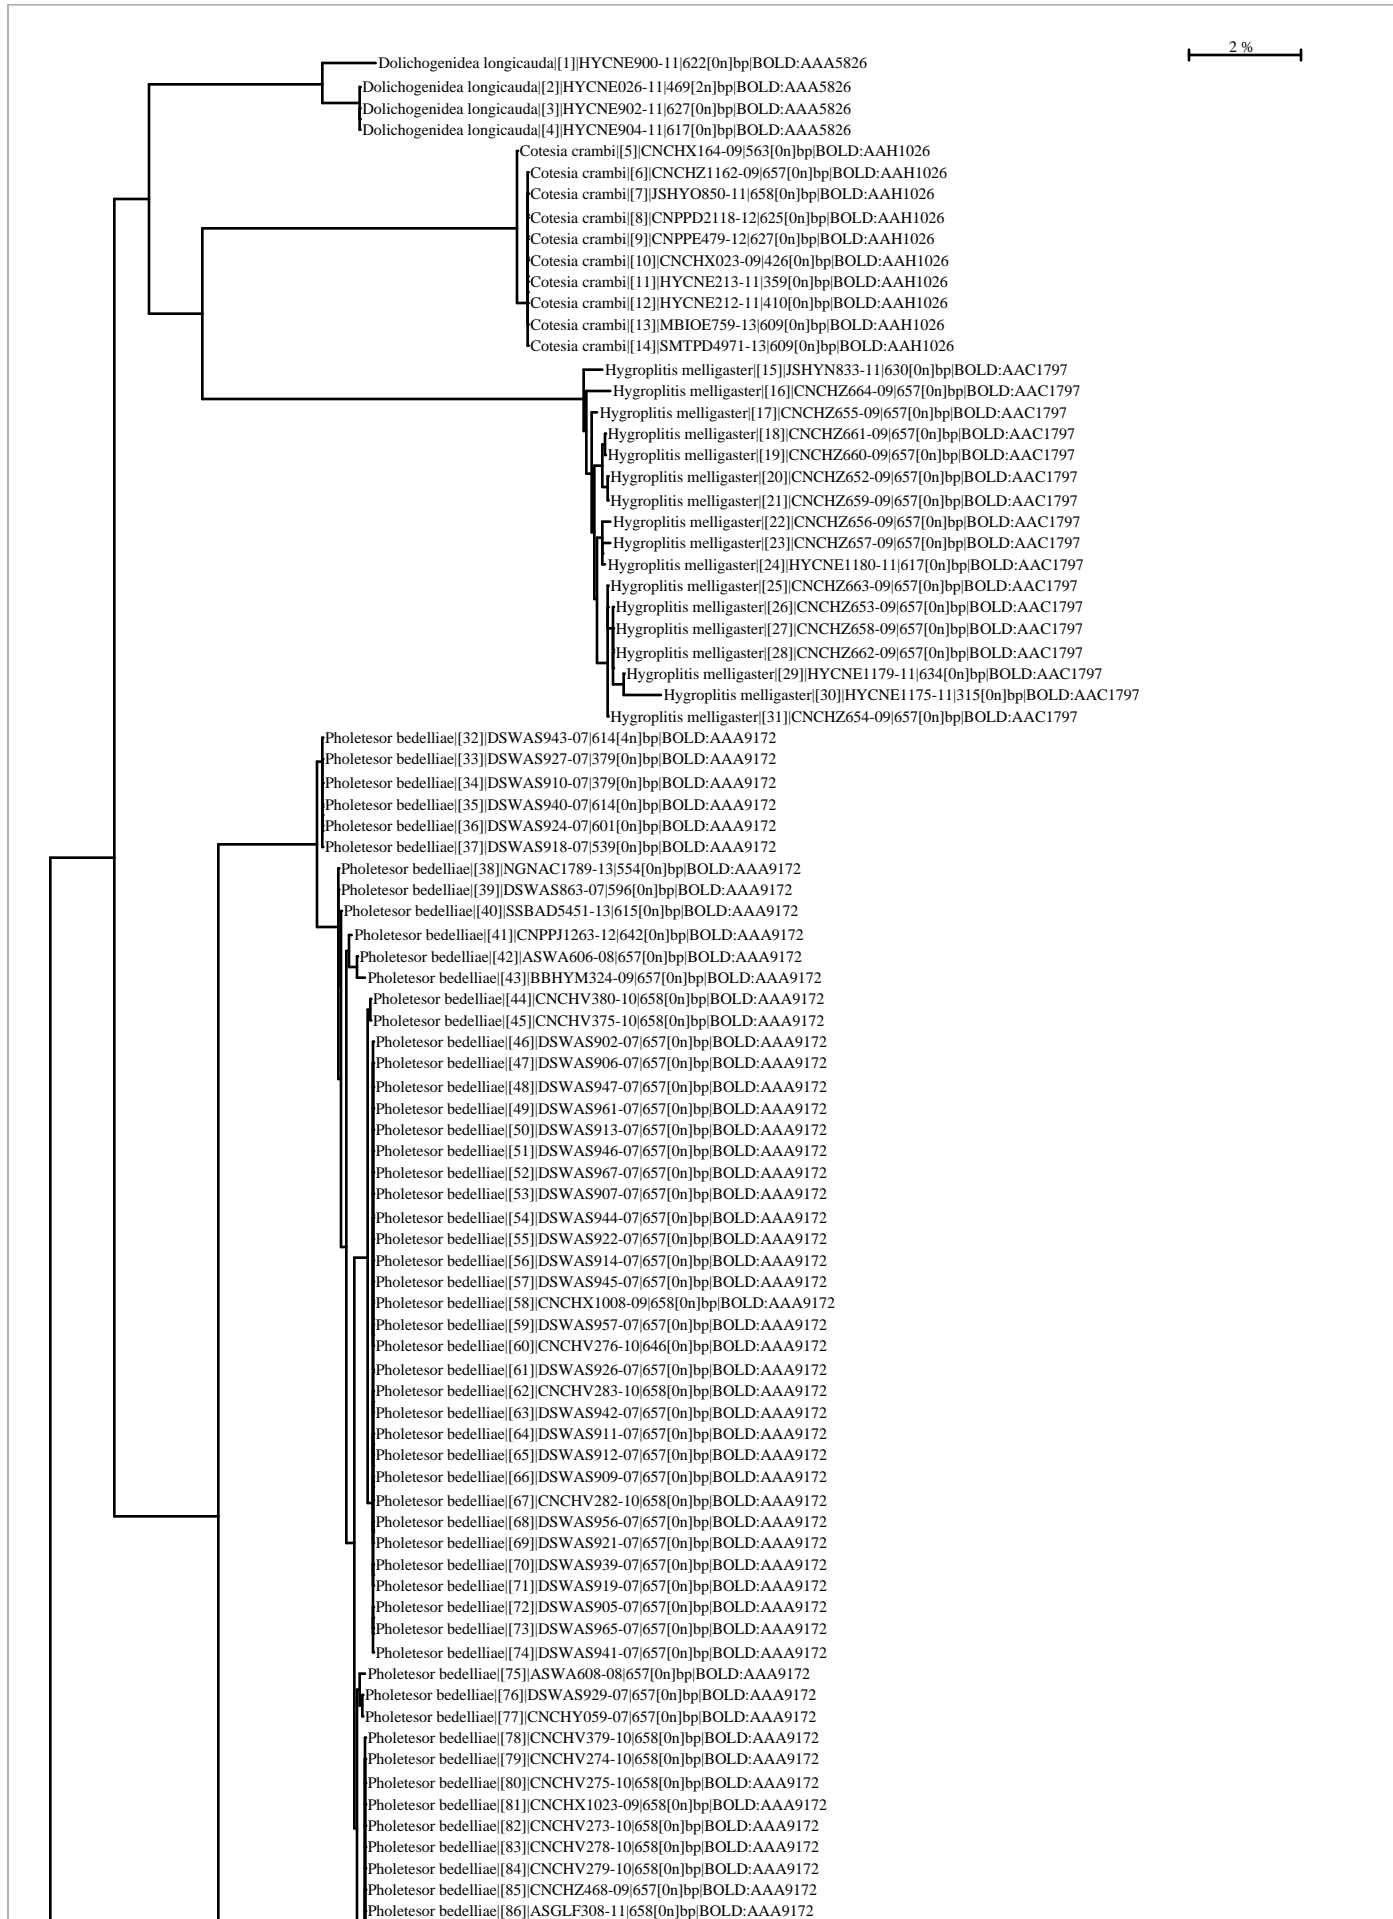 2 %
Dolichogenidea longicauda|[1]|HYCNE900-11|622[0n]bp|BOLD:AAA5826
Dolichogenidea longicauda|[2]|HYCNE026-11|469[2n]bp|BOLD:AAA5826
Dolichogenidea longicauda|[3]|HYCNE902-11|627[0n]bp|BOLD:AAA5826
Dolichogenidea longicauda|[4]|HYCNE904-11|617[0n]bp|BOLD:AAA5826
Cotesia crambi|[5]|CNCHX164-09|563[0n]bp|BOLD:AAH1026
Cotesia crambi|[6]|CNCHZ1162-09|657[0n]bp|BOLD:AAH1026
Cotesia crambi|[7]|JSHYO850-11|658[0n]bp|BOLD:AAH1026
Cotesia crambi|[8]|CNPPD2118-12|625[0n]bp|BOLD:AAH1026
Cotesia crambi|[9]|CNPPE479-12|627[0n]bp|BOLD:AAH1026
Cotesia crambi|[10]|CNCHX023-09|426[0n]bp|BOLD:AAH1026
Cotesia crambi|[11]|HYCNE213-11|359[0n]bp|BOLD:AAH1026
Cotesia crambi|[12]|HYCNE212-11|410[0n]bp|BOLD:AAH1026
Cotesia crambi|[13]|MBIOE759-13|609[0n]bp|BOLD:AAH1026
Cotesia crambi|[14]|SMTPD4971-13|609[0n]bp|BOLD:AAH1026
Hygroplitis melligaster|[15]|JSHYN833-11|630[0n]bp|BOLD:AAC1797
Hygroplitis melligaster|[16]|CNCHZ664-09|657[0n]bp|BOLD:AAC1797
Hygroplitis melligaster|[17]|CNCHZ655-09|657[0n]bp|BOLD:AAC1797
Hygroplitis melligaster|[18]|CNCHZ661-09|657[0n]bp|BOLD:AAC1797
Hygroplitis melligaster|[19]|CNCHZ660-09|657[0n]bp|BOLD:AAC1797
Hygroplitis melligaster|[20]|CNCHZ652-09|657[0n]bp|BOLD:AAC1797
Hygroplitis melligaster|[21]|CNCHZ659-09|657[0n]bp|BOLD:AAC1797
Hygroplitis melligaster|[22]|CNCHZ656-09|657[0n]bp|BOLD:AAC1797
Hygroplitis melligaster|[23]|CNCHZ657-09|657[0n]bp|BOLD:AAC1797
Hygroplitis melligaster|[24]|HYCNE1180-11|617[0n]bp|BOLD:AAC1797
Hygroplitis melligaster|[25]|CNCHZ663-09|657[0n]bp|BOLD:AAC1797
Hygroplitis melligaster|[26]|CNCHZ653-09|657[0n]bp|BOLD:AAC1797
Hygroplitis melligaster|[27]|CNCHZ658-09|657[0n]bp|BOLD:AAC1797
Hygroplitis melligaster|[28]|CNCHZ662-09|657[0n]bp|BOLD:AAC1797
Hygroplitis melligaster|[29]|HYCNE1179-11|634[0n]bp|BOLD:AAC1797
Hygroplitis melligaster|[30]|HYCNE1175-11|315[0n]bp|BOLD:AAC1797
Hygroplitis melligaster|[31]|CNCHZ654-09|657[0n]bp|BOLD:AAC1797
Pholetesor bedelliae|[32]|DSWAS943-07|614[4n]bp|BOLD:AAA9172
Pholetesor bedelliae|[33]|DSWAS927-07|379[0n]bp|BOLD:AAA9172
Pholetesor bedelliae|[34]|DSWAS910-07|379[0n]bp|BOLD:AAA9172
Pholetesor bedelliae|[35]|DSWAS940-07|614[0n]bp|BOLD:AAA9172
Pholetesor bedelliae|[36]|DSWAS924-07|601[0n]bp|BOLD:AAA9172
Pholetesor bedelliae|[37]|DSWAS918-07|539[0n]bp|BOLD:AAA9172
Pholetesor bedelliae|[38]|NGNAC1789-13|554[0n]bp|BOLD:AAA9172
Pholetesor bedelliae|[39]|DSWAS863-07|596[0n]bp|BOLD:AAA9172
Pholetesor bedelliae|[40]|SSBAD5451-13|615[0n]bp|BOLD:AAA9172
Pholetesor bedelliae|[41]|CNPPJ1263-12|642[0n]bp|BOLD:AAA9172
Pholetesor bedelliae|[42]|ASWA606-08|657[0n]bp|BOLD:AAA9172
Pholetesor bedelliae|[43]|BBHYM324-09|657[0n]bp|BOLD:AAA9172
Pholetesor bedelliae|[44]|CNCHV380-10|658[0n]bp|BOLD:AAA9172
Pholetesor bedelliae|[45]|CNCHV375-10|658[0n]bp|BOLD:AAA9172
Pholetesor bedelliae|[46]|DSWAS902-07|657[0n]bp|BOLD:AAA9172
Pholetesor bedelliae|[47]|DSWAS906-07|657[0n]bp|BOLD:AAA9172
Pholetesor bedelliae|[48]|DSWAS947-07|657[0n]bp|BOLD:AAA9172
Pholetesor bedelliae|[49]|DSWAS961-07|657[0n]bp|BOLD:AAA9172
Pholetesor bedelliae|[50]|DSWAS913-07|657[0n]bp|BOLD:AAA9172
Pholetesor bedelliae|[51]|DSWAS946-07|657[0n]bp|BOLD:AAA9172
Pholetesor bedelliae|[52]|DSWAS967-07|657[0n]bp|BOLD:AAA9172
Pholetesor bedelliae|[53]|DSWAS907-07|657[0n]bp|BOLD:AAA9172
Pholetesor bedelliae|[54]|DSWAS944-07|657[0n]bp|BOLD:AAA9172
Pholetesor bedelliae|[55]|DSWAS922-07|657[0n]bp|BOLD:AAA9172
Pholetesor bedelliae|[56]|DSWAS914-07|657[0n]bp|BOLD:AAA9172
Pholetesor bedelliae|[57]|DSWAS945-07|657[0n]bp|BOLD:AAA9172
Pholetesor bedelliae|[58]|CNCHX1008-09|658[0n]bp|BOLD:AAA9172
Pholetesor bedelliae|[59]|DSWAS957-07|657[0n]bp|BOLD:AAA9172
Pholetesor bedelliae|[60]|CNCHV276-10|646[0n]bp|BOLD:AAA9172
Pholetesor bedelliae|[61]|DSWAS926-07|657[0n]bp|BOLD:AAA9172
Pholetesor bedelliae|[62]|CNCHV283-10|658[0n]bp|BOLD:AAA9172
Pholetesor bedelliae|[63]|DSWAS942-07|657[0n]bp|BOLD:AAA9172
Pholetesor bedelliae|[64]|DSWAS911-07|657[0n]bp|BOLD:AAA9172
Pholetesor bedelliae|[65]|DSWAS912-07|657[0n]bp|BOLD:AAA9172
Pholetesor bedelliae|[66]|DSWAS909-07|657[0n]bp|BOLD:AAA9172
Pholetesor bedelliae|[67]|CNCHV282-10|658[0n]bp|BOLD:AAA9172
Pholetesor bedelliae|[68]|DSWAS956-07|657[0n]bp|BOLD:AAA9172
Pholetesor bedelliae|[69]|DSWAS921-07|657[0n]bp|BOLD:AAA9172
Pholetesor bedelliae|[70]|DSWAS939-07|657[0n]bp|BOLD:AAA9172
Pholetesor bedelliae|[71]|DSWAS919-07|657[0n]bp|BOLD:AAA9172
Pholetesor bedelliae|[72]|DSWAS905-07|657[0n]bp|BOLD:AAA9172
Pholetesor bedelliae|[73]|DSWAS965-07|657[0n]bp|BOLD:AAA9172
Pholetesor bedelliae|[74]|DSWAS941-07|657[0n]bp|BOLD:AAA9172
Pholetesor bedelliae|[75]|ASWA608-08|657[0n]bp|BOLD:AAA9172
Pholetesor bedelliae|[76]|DSWAS929-07|657[0n]bp|BOLD:AAA9172
Pholetesor bedelliae|[77]|CNCHY059-07|657[0n]bp|BOLD:AAA9172
Pholetesor bedelliae|[78]|CNCHV379-10|658[0n]bp|BOLD:AAA9172
Pholetesor bedelliae|[79]|CNCHV274-10|658[0n]bp|BOLD:AAA9172
Pholetesor bedelliae|[80]|CNCHV275-10|658[0n]bp|BOLD:AAA9172
Pholetesor bedelliae|[81]|CNCHX1023-09|658[0n]bp|BOLD:AAA9172
Pholetesor bedelliae|[82]|CNCHV273-10|658[0n]bp|BOLD:AAA9172
Pholetesor bedelliae|[83]|CNCHV278-10|658[0n]bp|BOLD:AAA9172
Pholetesor bedelliae|[84]|CNCHV279-10|658[0n]bp|BOLD:AAA9172
Pholetesor bedelliae|[85]|CNCHZ468-09|657[0n]bp|BOLD:AAA9172
Pholetesor bedelliae|[86]|ASGLF308-11|658[0n]bp|BOLD:AAA9172